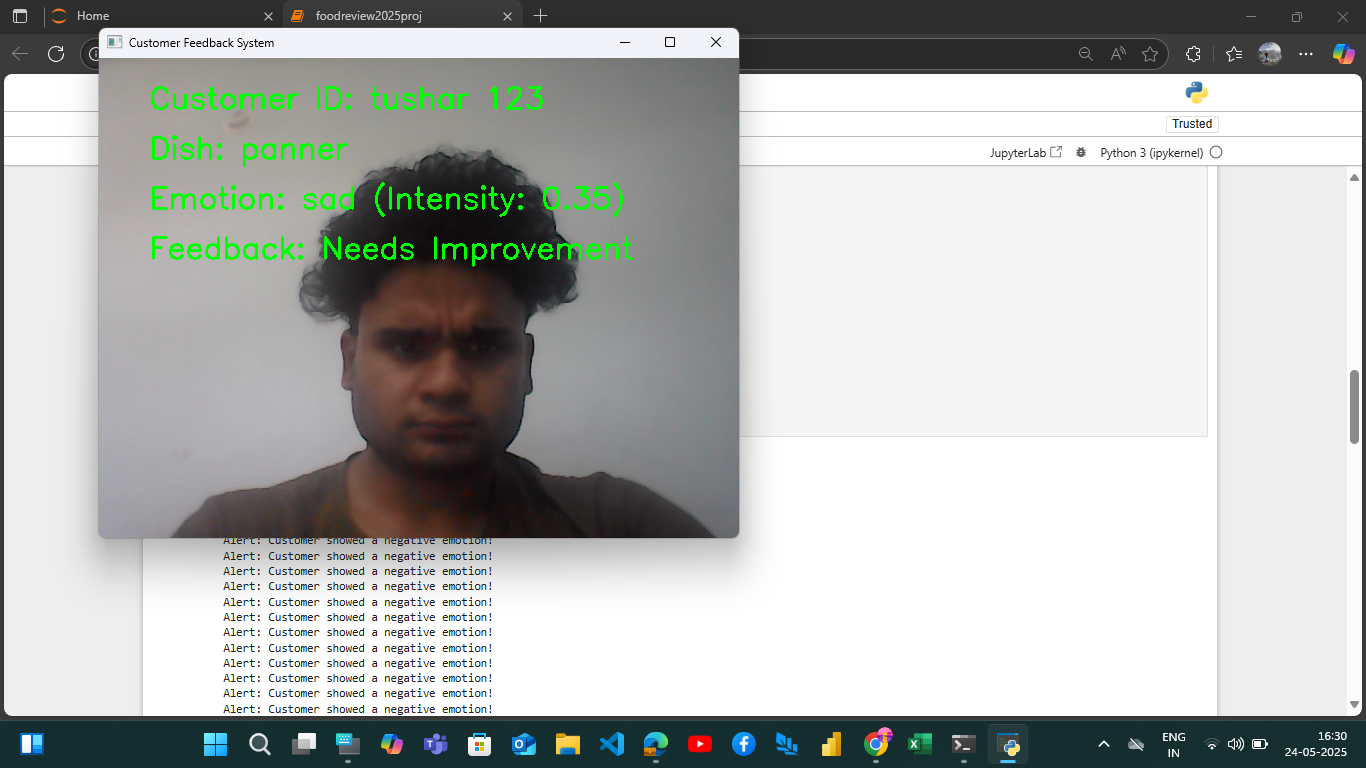 Home
foodreview2025proj
Customer Feedback System
Customer ID: tushar 123
Dish: panner
Emotion: sad (Intensity: 0.35)
Feedback: Needs Improvement
Trusted
JupyterLab
Python 3 (ipykernel)
Alert: Customer showed a negative emotion!
Alert: Customer showed a negative emotion!
Alert: Customer showed a negative emotion!
Alert: Customer showed a negative emotion!
Alert: Customer showed a negative emotion!
Alert: Customer showed a negative emotion!
Alert: Customer showed a negative emotion!
Alert: Customer showed a negative emotion!
Alert: Customer showed a negative emotion!
Alert: Customer showed a negative emotion!
Alert: Customer showed a negative emotion!
Alert: Customer showed a negative emotion!
ENG
IN
16:30
24-05-2025